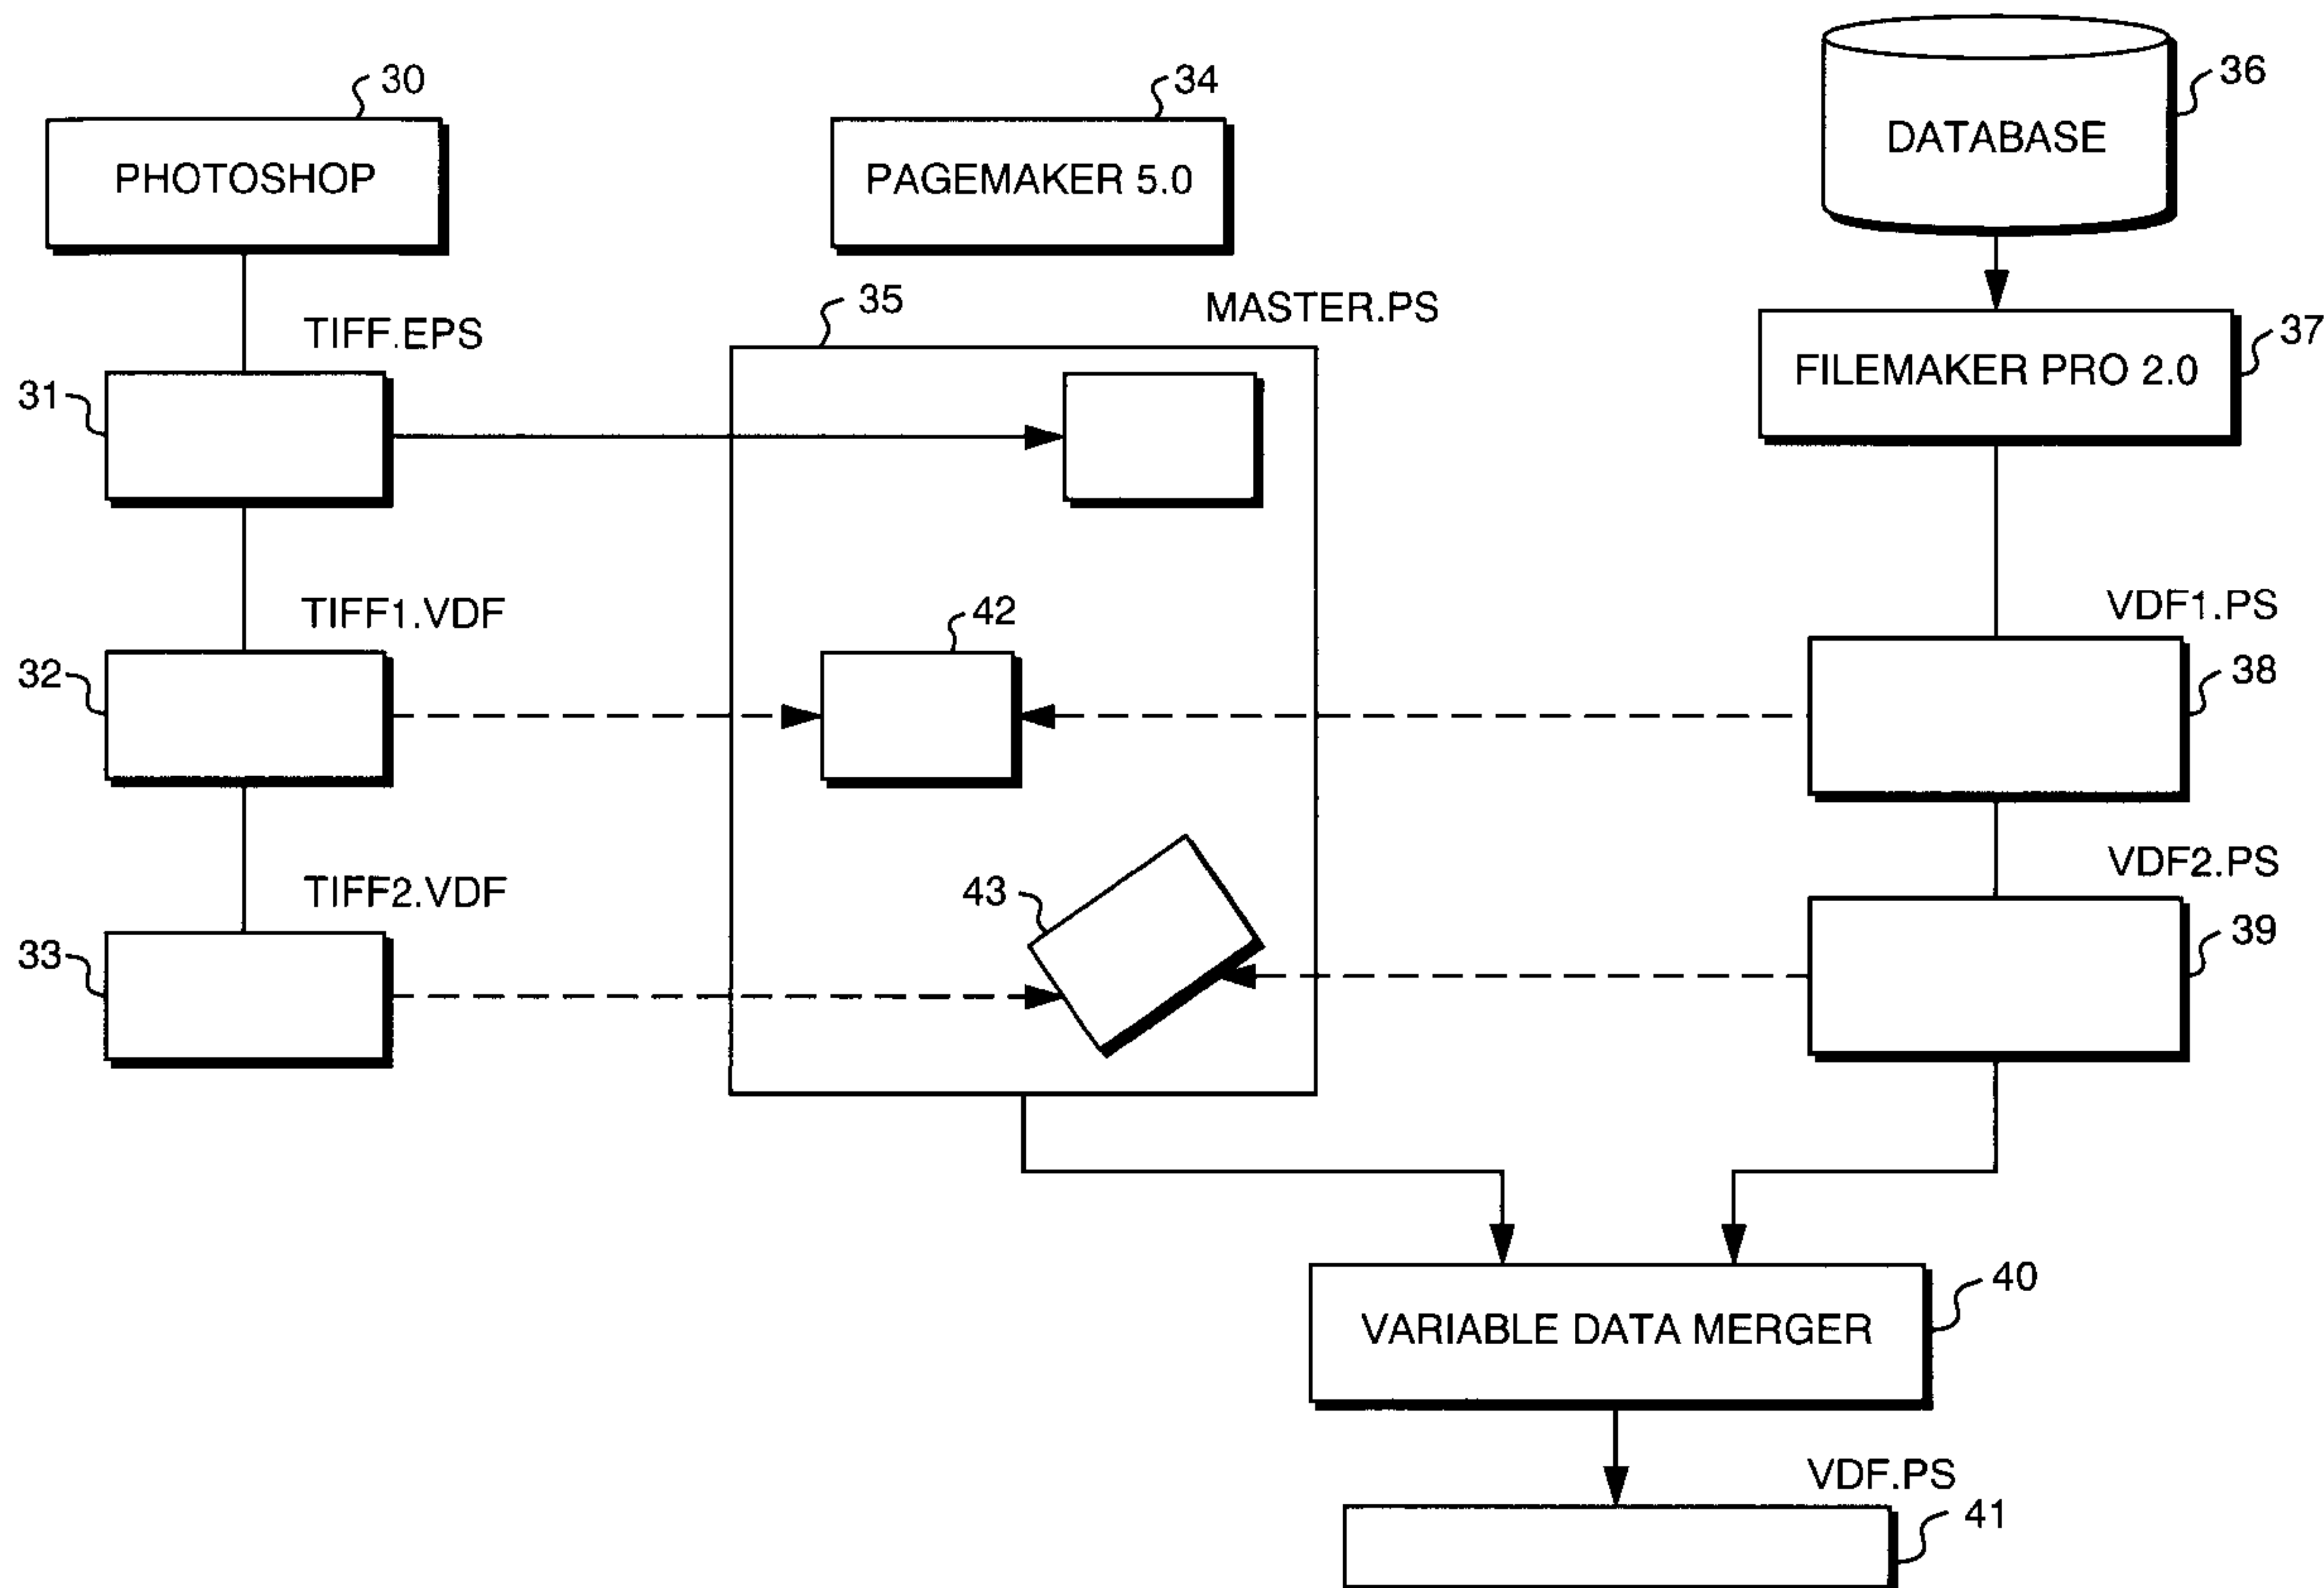 30
34
36
PHOTOSHOP
PAGEMAKER 5.0
DATABASE
35
MASTER.PS
TIFF.EPS
37
FILEMAKER PRO 2.0
31
TIFF1.VDF
42
VDF1.PS
32
38
TIFF2.VDF
43
VDF2.PS
33
39
40
VARIABLE DATA MERGER
VDF.PS
41